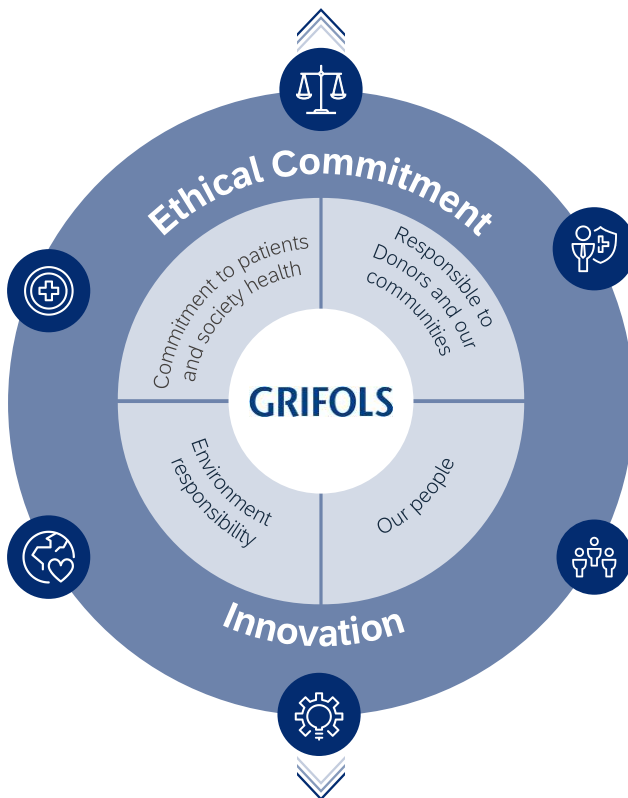 Ethical Commitment
Commitment to patients
and society health
Responsible to
Donors and our
communities
GRIFOLS
Environment
responsibility
Our people
Innovation